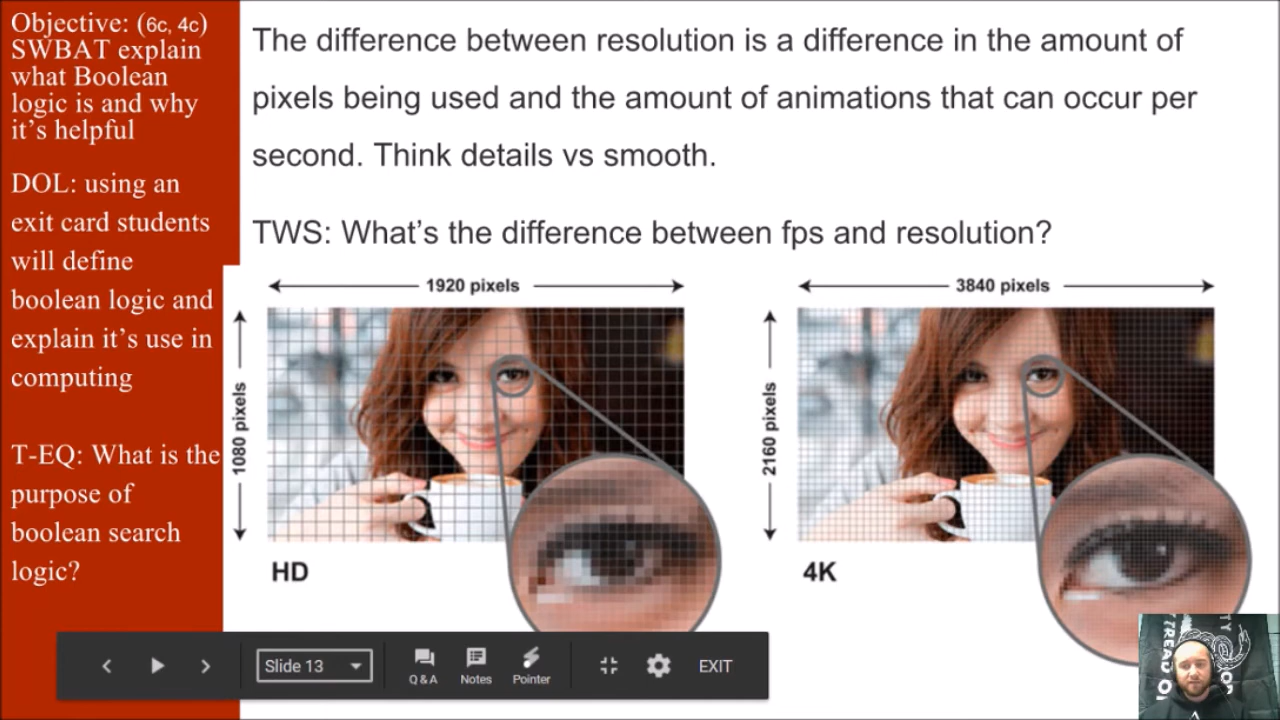 Objective: (6c, 4c)
SWBAT explain
what Boolean
logic is and why
it's helpful
DOL: using an
exit card students
will define
boolean logic and
explain it's use in
computing
T-EQ: What is the
purpose of
boolean search
logic?
The difference between resolution is a difference in the amount of
pixels being used and the amount of animations that can occur per
second. Think details vs smooth.
TWS: What's the difference between fps and resolution?
1920 pixels
1080 pixels
HD
3840 pixels
2160 pixels
4K
Slide 13
Q & A
Notes
Pointer
EXIT
TREAD